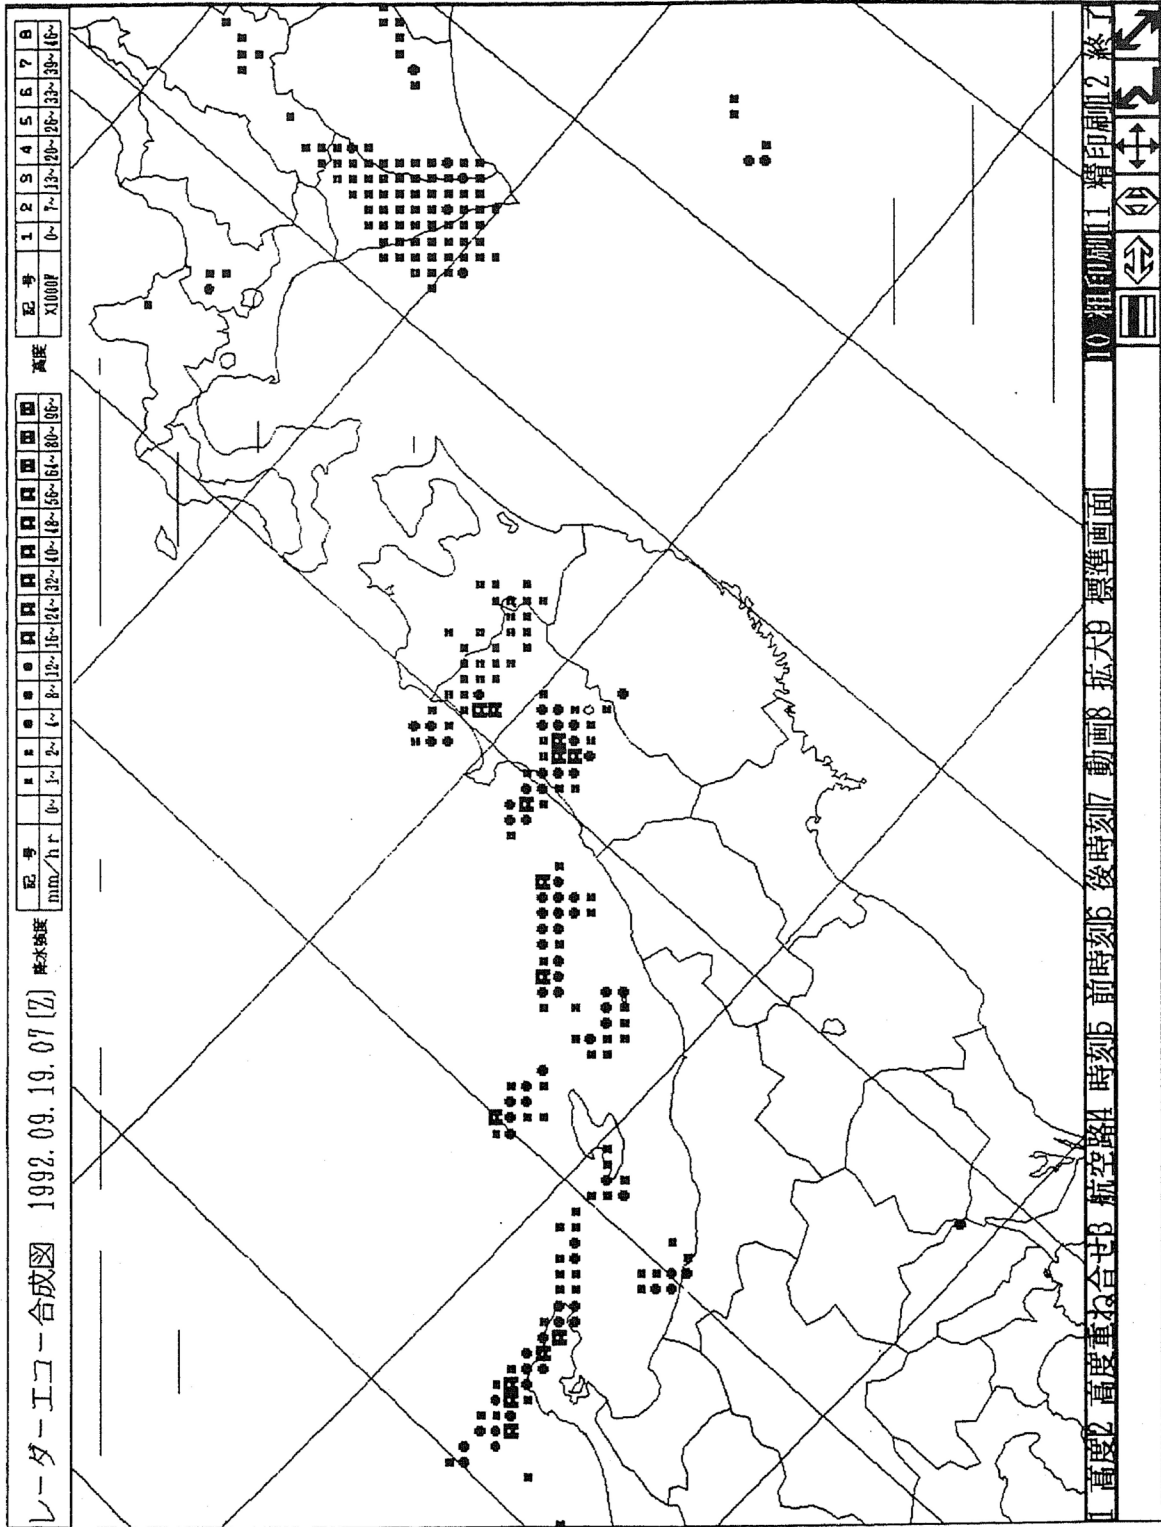 レーダーエコー合成図 1992.09.19.07[Z]
降水強度
記号
mm/hr 0~ 1~ 2~ 4~ 8~ 12~ 16~ 24~ 32~ 40~ 48~ 56~ 64~ 80~ 96~
高度
記号 1 2 3 4 5 6 7 8
X1000F 0~ 7~ 13~ 20~ 26~ 33~ 39~ 46~
1 高度2 高度重ね合せ3 航空路4 時刻5 前時刻6 後時刻7 動画8 拡大9 標準画面 10 粗印刷11 精印刷12 終了